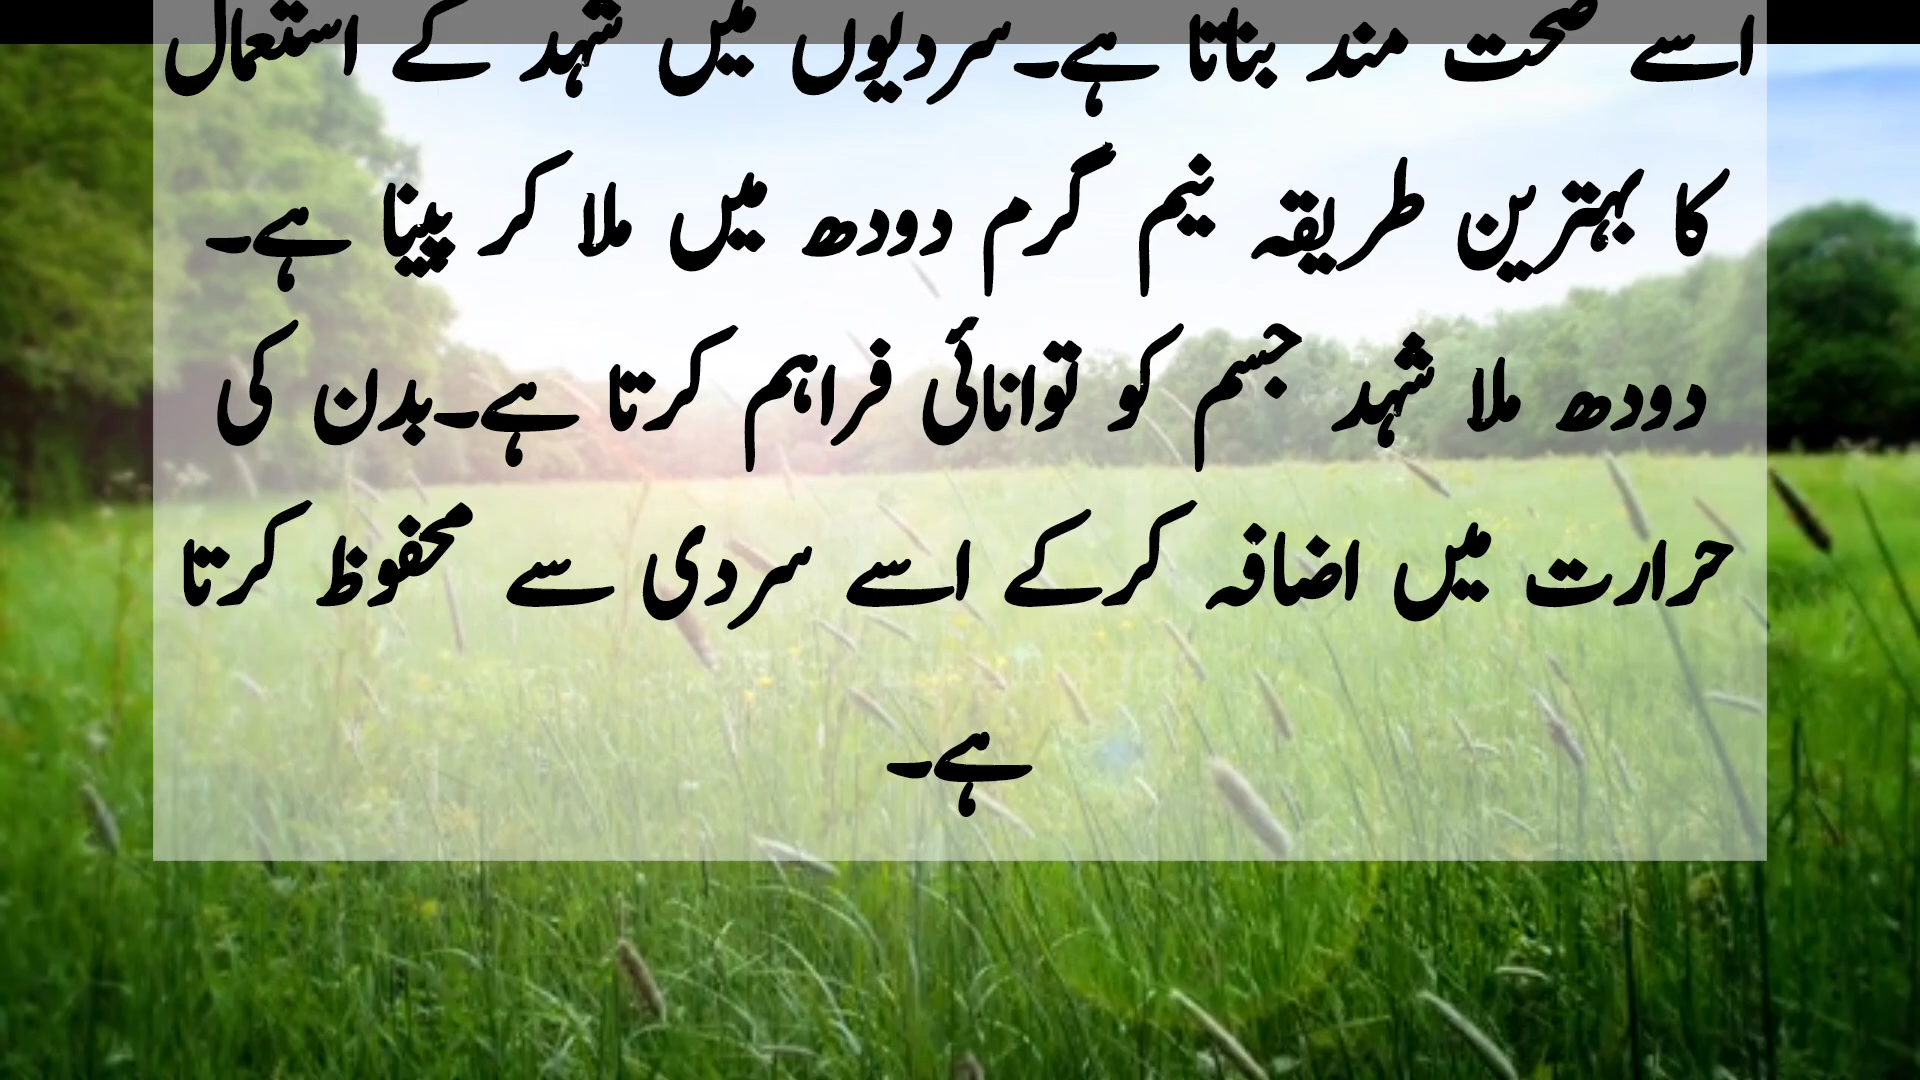 اسے صحت مند بناتا ہے۔سردیوں میں شہد کے استعمال
کا بہترین طریقہ نیم گرم دودھ میں ملا کر پینا ہے۔
دودھ ملا شہد جسم کو توانائی فراہم کرتا ہے۔بدن کی
حرارت میں اضافہ کرکے اسے سردی سے محفوظ کرتا
ہے۔